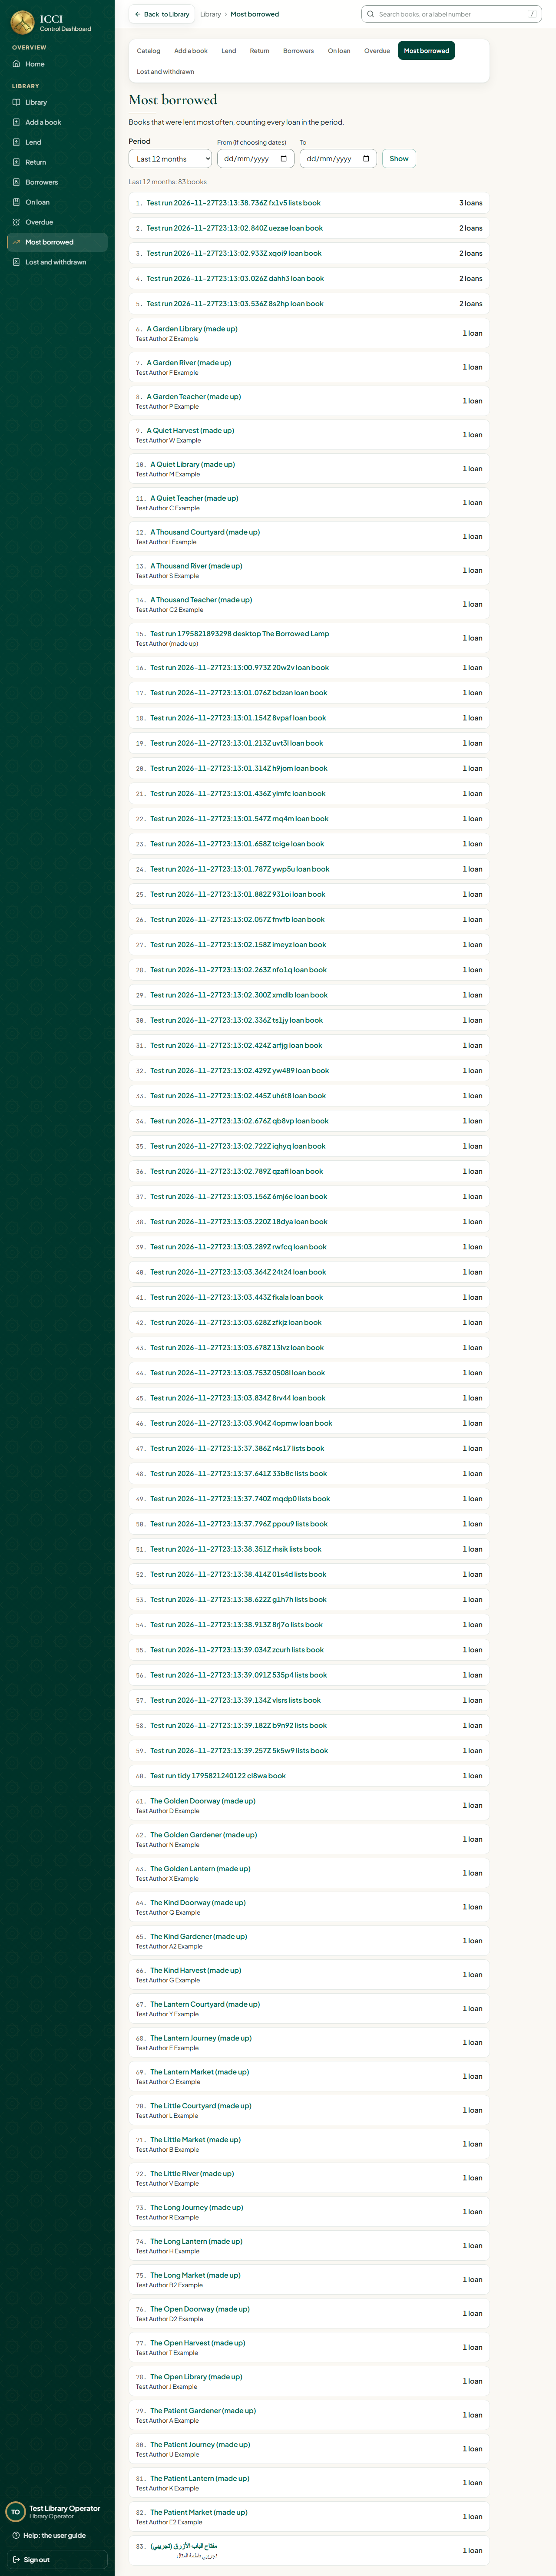 ICCI
Control Dashboard
OVERVIEW
Home
LIBRARY
Library
Add a book
Lend
Return
Borrowers
On loan
Overdue
Most borrowed
Lost and withdrawn
Back to Library
Library › Most borrowed
Search books, or a label number
/
Catalog
Add a book
Lend
Return
Borrowers
On loan
Overdue
Most borrowed
Lost and withdrawn
Most borrowed
Books that were lent most often, counting every loan in the period.
Period
From (if choosing dates)
To
Last 12 months
dd/mm/yyyy
dd/mm/yyyy
Show
Last 12 months: 83 books
1. Test run 2026-11-27T23:13:38.736Z fx1v5 lists book 3 loans
2. Test run 2026-11-27T23:13:02.840Z uezae loan book 2 loans
3. Test run 2026-11-27T23:13:02.933Z xqoi9 loan book 2 loans
4. Test run 2026-11-27T23:13:03.026Z dahh3 loan book 2 loans
5. Test run 2026-11-27T23:13:03.536Z 8s2hp loan book 2 loans
6. A Garden Library (made up) 1 loan
Test Author Z Example
7. A Garden River (made up) 1 loan
Test Author F Example
8. A Garden Teacher (made up) 1 loan
Test Author P Example
9. A Quiet Harvest (made up) 1 loan
Test Author W Example
10. A Quiet Library (made up) 1 loan
Test Author M Example
11. A Quiet Teacher (made up) 1 loan
Test Author C Example
12. A Thousand Courtyard (made up) 1 loan
Test Author I Example
13. A Thousand River (made up) 1 loan
Test Author S Example
14. A Thousand Teacher (made up) 1 loan
Test Author C2 Example
15. Test run 1795821893298 desktop The Borrowed Lamp 1 loan
Test Author (made up)
16. Test run 2026-11-27T23:13:00.973Z 20w2v loan book 1 loan
17. Test run 2026-11-27T23:13:01.076Z bdzan loan book 1 loan
18. Test run 2026-11-27T23:13:01.154Z 8vpaf loan book 1 loan
19. Test run 2026-11-27T23:13:01.213Z uvt3l loan book 1 loan
20. Test run 2026-11-27T23:13:01.314Z h9jom loan book 1 loan
21. Test run 2026-11-27T23:13:01.436Z ylmfc loan book 1 loan
22. Test run 2026-11-27T23:13:01.547Z rnq4m loan book 1 loan
23. Test run 2026-11-27T23:13:01.658Z tcige loan book 1 loan
24. Test run 2026-11-27T23:13:01.787Z ywp5u loan book 1 loan
25. Test run 2026-11-27T23:13:01.882Z 931oi loan book 1 loan
26. Test run 2026-11-27T23:13:02.057Z fnvfb loan book 1 loan
27. Test run 2026-11-27T23:13:02.158Z imeyz loan book 1 loan
28. Test run 2026-11-27T23:13:02.263Z nfo1q loan book 1 loan
29. Test run 2026-11-27T23:13:02.300Z xmdlb loan book 1 loan
30. Test run 2026-11-27T23:13:02.336Z ts1jy loan book 1 loan
31. Test run 2026-11-27T23:13:02.424Z arfjg loan book 1 loan
32. Test run 2026-11-27T23:13:02.429Z yw489 loan book 1 loan
33. Test run 2026-11-27T23:13:02.445Z uh6t8 loan book 1 loan
34. Test run 2026-11-27T23:13:02.676Z qb8vp loan book 1 loan
35. Test run 2026-11-27T23:13:02.722Z iqhyq loan book 1 loan
36. Test run 2026-11-27T23:13:02.789Z qzafl loan book 1 loan
37. Test run 2026-11-27T23:13:03.156Z 6mj6e loan book 1 loan
38. Test run 2026-11-27T23:13:03.220Z 18dya loan book 1 loan
39. Test run 2026-11-27T23:13:03.289Z rwfcq loan book 1 loan
40. Test run 2026-11-27T23:13:03.364Z 24t24 loan book 1 loan
41. Test run 2026-11-27T23:13:03.443Z fkala loan book 1 loan
42. Test run 2026-11-27T23:13:03.628Z zfkjz loan book 1 loan
43. Test run 2026-11-27T23:13:03.678Z 13lvz loan book 1 loan
44. Test run 2026-11-27T23:13:03.753Z 0508l loan book 1 loan
45. Test run 2026-11-27T23:13:03.834Z 8rv44 loan book 1 loan
46. Test run 2026-11-27T23:13:03.904Z 4opmw loan book 1 loan
47. Test run 2026-11-27T23:13:37.386Z r4s17 lists book 1 loan
48. Test run 2026-11-27T23:13:37.641Z 33b8c lists book 1 loan
49. Test run 2026-11-27T23:13:37.740Z mqdp0 lists book 1 loan
50. Test run 2026-11-27T23:13:37.796Z ppou9 lists book 1 loan
51. Test run 2026-11-27T23:13:38.351Z rhsik lists book 1 loan
52. Test run 2026-11-27T23:13:38.414Z 01s4d lists book 1 loan
53. Test run 2026-11-27T23:13:38.622Z g1h7h lists book 1 loan
54. Test run 2026-11-27T23:13:38.913Z 8rj7o lists book 1 loan
55. Test run 2026-11-27T23:13:39.034Z zcurh lists book 1 loan
56. Test run 2026-11-27T23:13:39.091Z 535p4 lists book 1 loan
57. Test run 2026-11-27T23:13:39.134Z vlsrs lists book 1 loan
58. Test run 2026-11-27T23:13:39.182Z b9n92 lists book 1 loan
59. Test run 2026-11-27T23:13:39.257Z 5k5w9 lists book 1 loan
60. Test run tidy 1795821240122 cl8wa book 1 loan
61. The Golden Doorway (made up) 1 loan
Test Author D Example
62. The Golden Gardener (made up) 1 loan
Test Author N Example
63. The Golden Lantern (made up) 1 loan
Test Author X Example
64. The Kind Doorway (made up) 1 loan
Test Author Q Example
65. The Kind Gardener (made up) 1 loan
Test Author A2 Example
66. The Kind Harvest (made up) 1 loan
Test Author G Example
67. The Lantern Courtyard (made up) 1 loan
Test Author Y Example
68. The Lantern Journey (made up) 1 loan
Test Author E Example
69. The Lantern Market (made up) 1 loan
Test Author O Example
70. The Little Courtyard (made up) 1 loan
Test Author L Example
71. The Little Market (made up) 1 loan
Test Author B Example
72. The Little River (made up) 1 loan
Test Author V Example
73. The Long Journey (made up) 1 loan
Test Author R Example
74. The Long Lantern (made up) 1 loan
Test Author H Example
75. The Long Market (made up) 1 loan
Test Author B2 Example
76. The Open Doorway (made up) 1 loan
Test Author D2 Example
77. The Open Harvest (made up) 1 loan
Test Author T Example
78. The Open Library (made up) 1 loan
Test Author J Example
79. The Patient Gardener (made up) 1 loan
Test Author A Example
80. The Patient Journey (made up) 1 loan
Test Author U Example
81. The Patient Lantern (made up) 1 loan
Test Author K Example
82. The Patient Market (made up) 1 loan
Test Author E2 Example
83. مفتاح الباب الأزرق (تجريبي) 1 loan
تجريبي فاطمة المثال
TO
Test Library Operator
Library Operator
Help: the user guide
Sign out